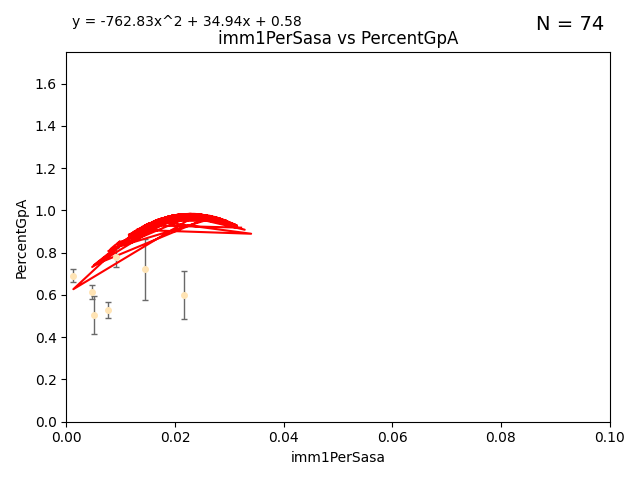 y = -762.83x^2 + 34.94x + 0.58
N = 74
imm1PerSasa vs PercentGpA
1.6
1.4
1.2
1.0
0.8
0.6
0.4
0.2
0.0
PercentGpA
0.00 0.02 0.04 0.06 0.08 0.10
imm1PerSasa